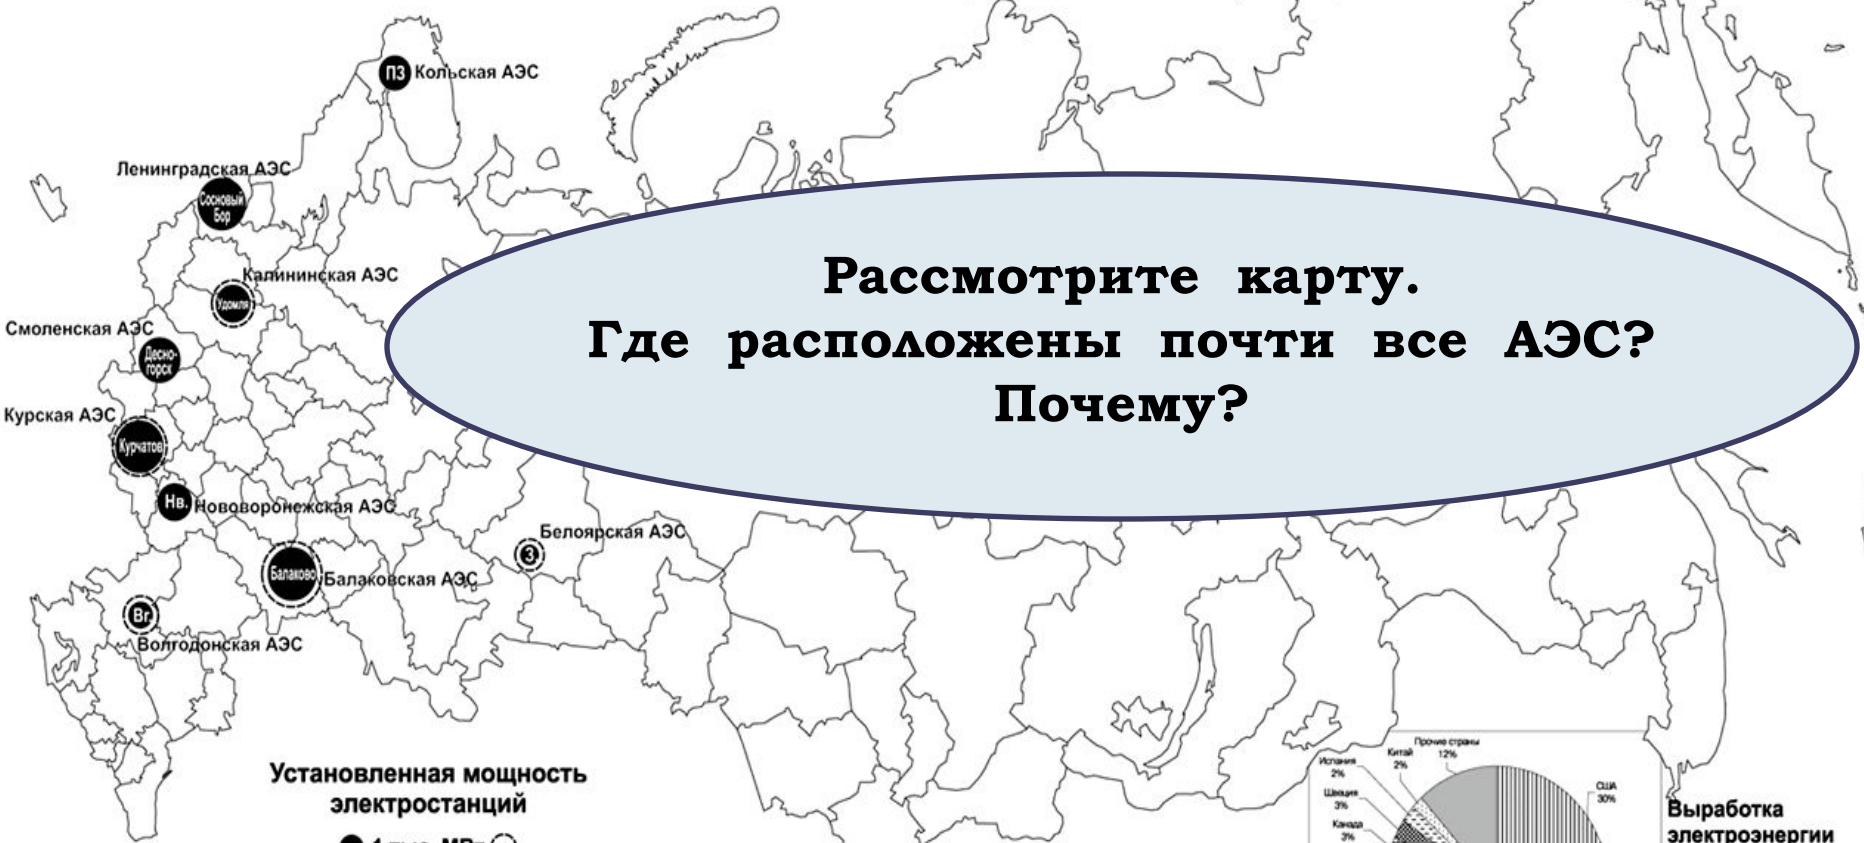 ПЗ Кольская АЭС
Ленинградская АЭС
Сосновый
Бор
Калининская АЭС
Удомля
Смоленская АЭС
Десно-
горск
Курская АЭС
Курчатов
Нв. Нововоронежская АЭС
Белоярская АЭС
З
Балаково Балаковская АЭС
Вг
Волгодонская АЭС
Рассмотрите карту.
Где расположены почти все АЭС?
Почему?
Установленная мощность
электростанций
Прочие страны
12%
Китай
2%
Испания
2%
Швеция
3%
Канада
3%
США
30%
Выработка
электроэнергии